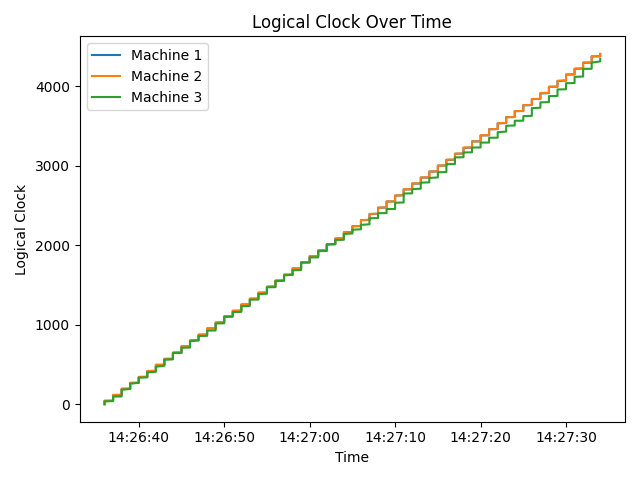 Logical Clock Over Time
Machine 1
Machine 2
Machine 3
Logical Clock
4000
3000
2000
1000
0
14:26:40 14:26:50 14:27:00 14:27:10 14:27:20 14:27:30
Time